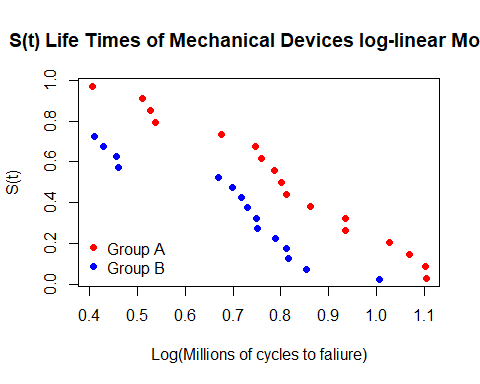 S(t) Life Times of Mechanical Devices log-linear Mo
S(t)
1.0
0.8
0.6
0.4
0.2
0.0
Group A
Group B
0.4 0.5 0.6 0.7 0.8 0.9 1.0 1.1
Log(Millions of cycles to faliure)